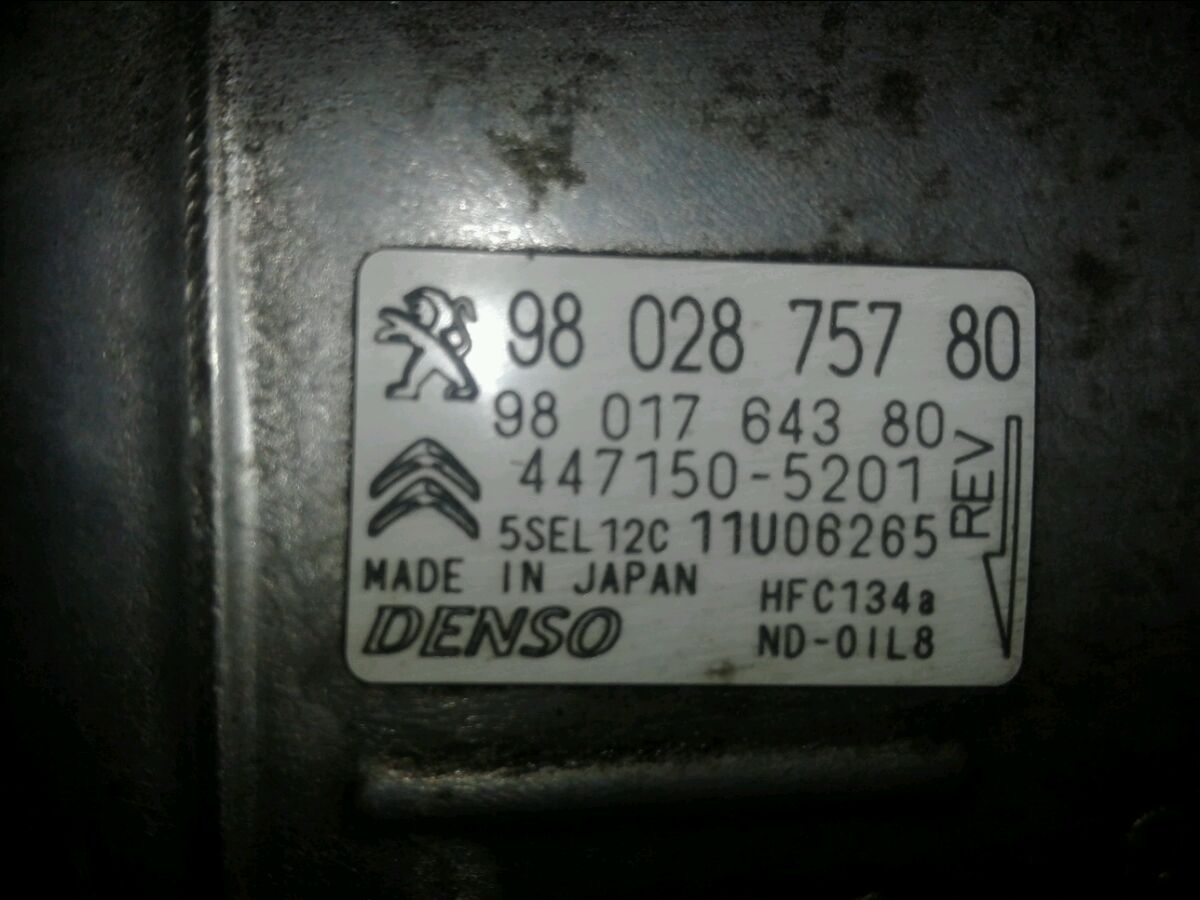 98 028 757 80
98 017 643 80
447150-5201
5SEL12C 11U06265
REV
MADE IN JAPAN
HFC134a
DENSO
ND-OIL8